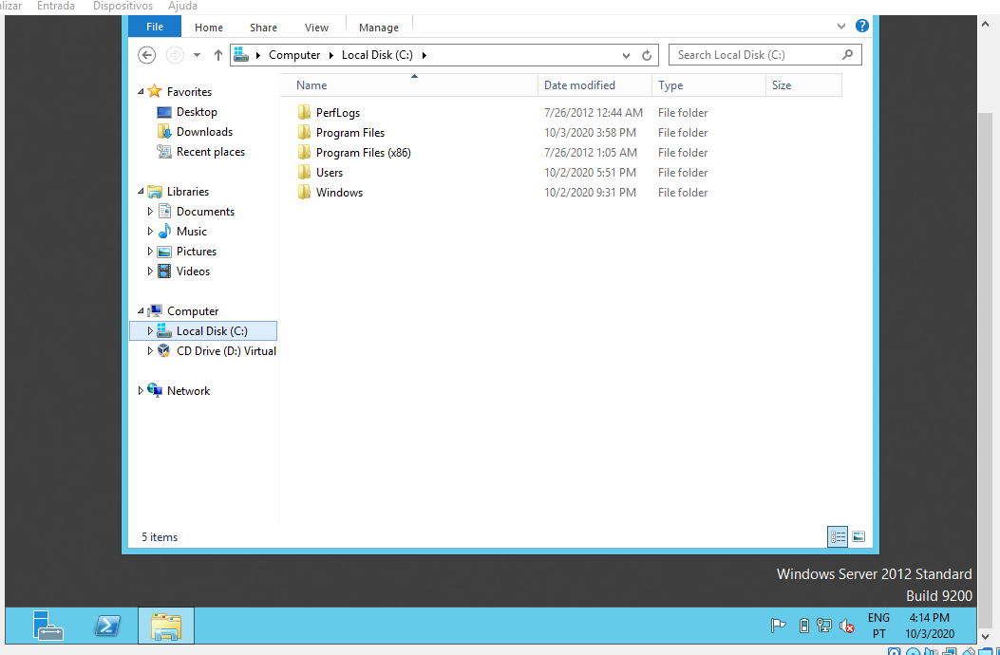 lizar Entrada Dispositivos Ajuda
File Home Share View Manage
Computer Local Disk (C:) Search Local Disk (C:)
Name Date modified Type Size
Favorites
Desktop
Downloads
Recent places
Libraries
Documents
Music
Pictures
Videos
Computer
Local Disk (C:)
CD Drive (D:) Virtual
Network
PerfLogs 7/26/2012 12:44 AM File folder
Program Files 10/3/2020 3:58 PM File folder
Program Files (x86) 7/26/2012 1:05 AM File folder
Users 10/2/2020 5:51 PM File folder
Windows 10/2/2020 9:31 PM File folder
5 items
Windows Server 2012 Standard
Build 9200
ENG 4:14 PM
PT 10/3/2020